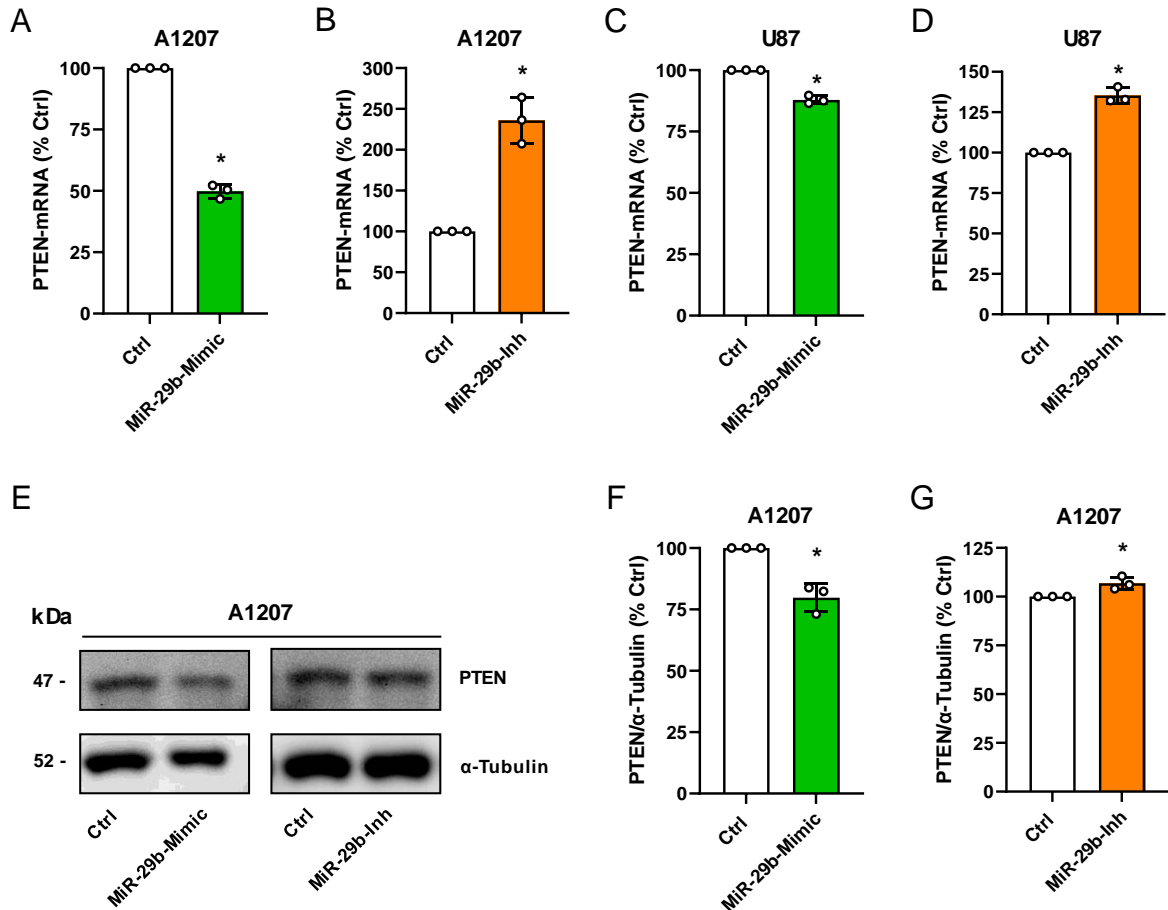 A
A1207
PTEN-mRNA (% Ctrl)
100
75
50
25
0
*
Ctrl
MiR-29b-Mimic
B
A1207
PTEN-mRNA (% Ctrl)
300
250
200
150
100
50
0
*
Ctrl
MiR-29b-Inh
C
U87
PTEN-mRNA (% Ctrl)
100
75
50
25
0
*
Ctrl
MiR-29b-Mimic
D
U87
PTEN-mRNA (% Ctrl)
150
125
100
75
50
25
0
*
Ctrl
MiR-29b-Inh
E
kDa
A1207
47 -
PTEN
52 -
α-Tubulin
Ctrl
MiR-29b-Mimic
Ctrl
MiR-29b-Inh
F
A1207
PTEN/α-Tubulin (% Ctrl)
100
75
50
25
0
*
Ctrl
MiR-29b-Mimic
G
A1207
PTEN/α-Tubulin (% Ctrl)
125
100
75
50
25
0
*
Ctrl
MiR-29b-Inh